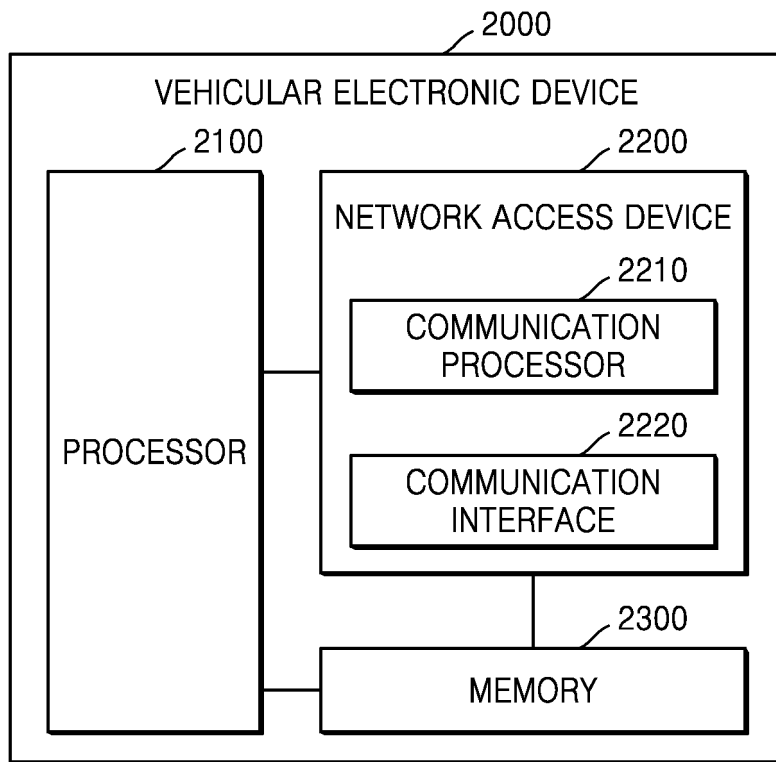 2000
VEHICULAR ELECTRONIC DEVICE
2100
2200
NETWORK ACCESS DEVICE
2210
COMMUNICATION
PROCESSOR
PROCESSOR
2220
COMMUNICATION
INTERFACE
2300
MEMORY